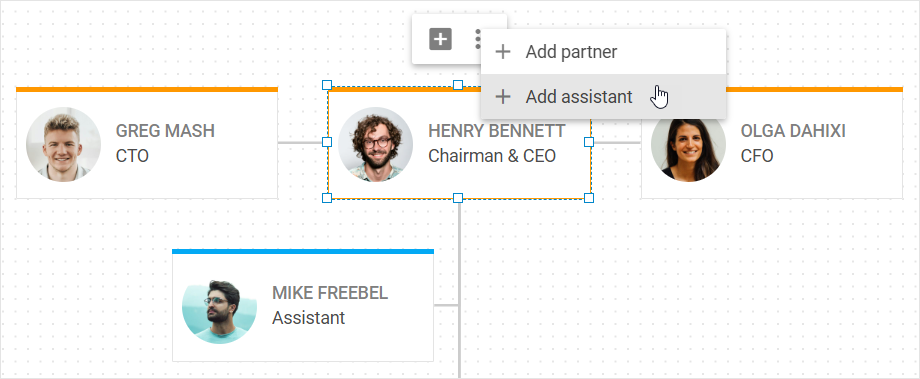 Add partner
Add assistant
GREG MASH
CTO
HENRY BENNETT
Chairman & CEO
OLGA DAHIXI
CFO
MIKE FREEBEL
Assistant